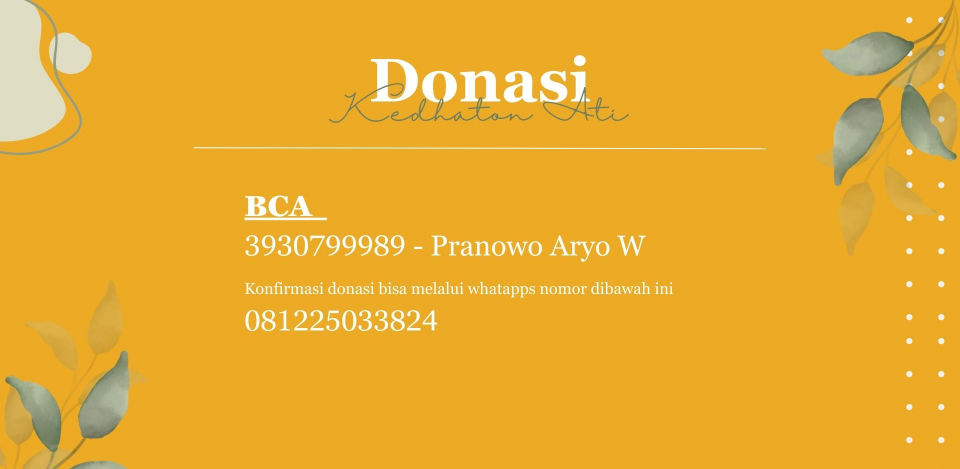 Donasi
Kedhaton Ati
BCA
3930799989 - Pranowo Aryo W
Konfirmasi donasi bisa melalui whatapps nomor dibawah ini
081225033824